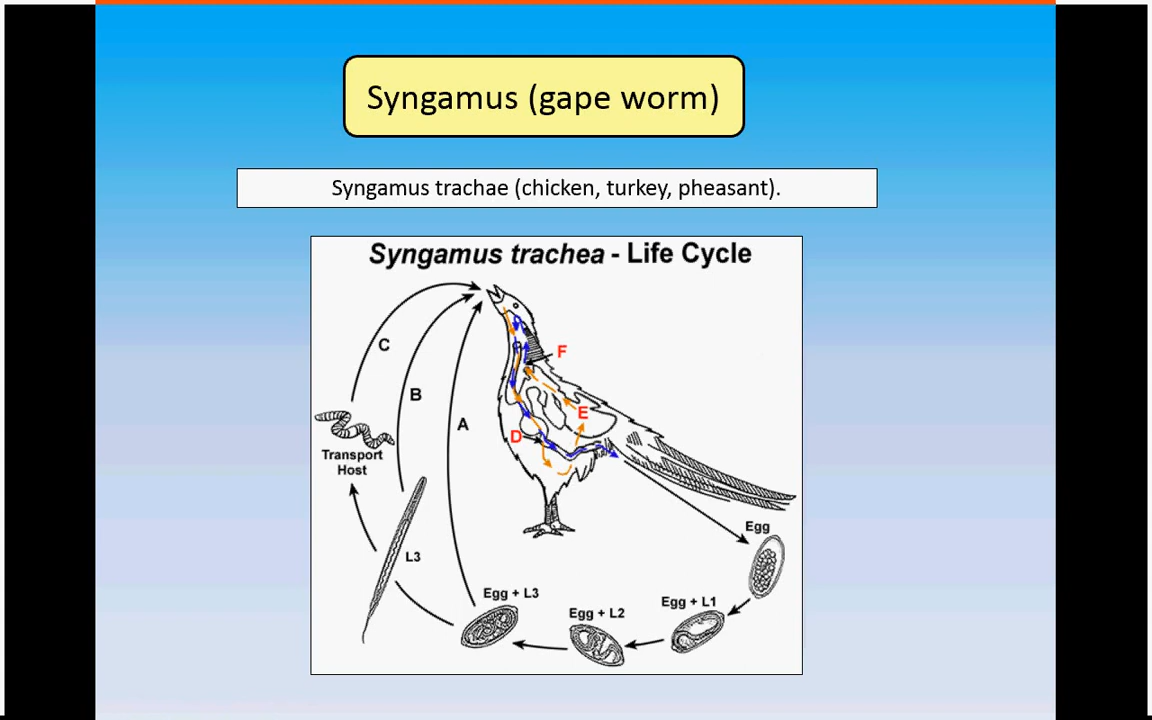 Syngamus (gape worm)
Syngamus trachae (chicken, turkey, pheasant).
Syngamus trachea - Life Cycle
C
B
A
F
E
D
Transport
Host
L3
Egg
Egg + L1
Egg + L2
Egg + L3